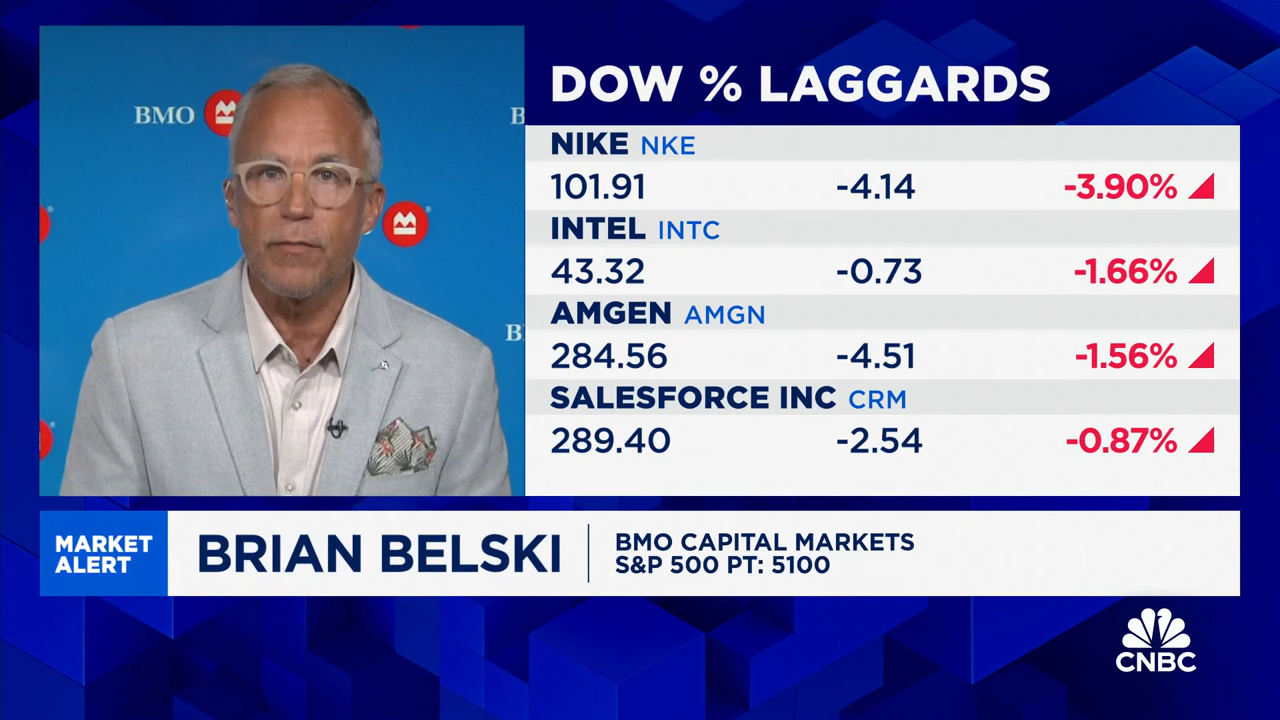 BMO
B
B
DOW % LAGGARDS
NIKE NKE
101.91 -4.14 -3.90%
INTEL INTC
43.32 -0.73 -1.66%
AMGEN AMGN
284.56 -4.51 -1.56%
SALESFORCE INC CRM
289.40 -2.54 -0.87%
MARKET
ALERT
BRIAN BELSKI
BMO CAPITAL MARKETS
S&P 500 PT: 5100
CNBC